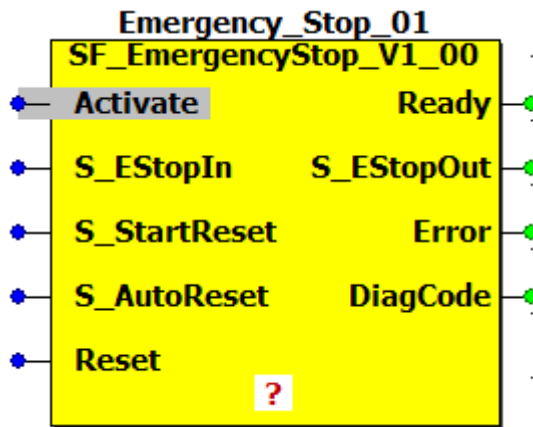 Emergency_Stop_01
SF_EmergencyStop_V1_00
Activate Ready
S_EStopIn S_EStopOut
S_StartReset Error
S_AutoReset DiagCode
Reset
?